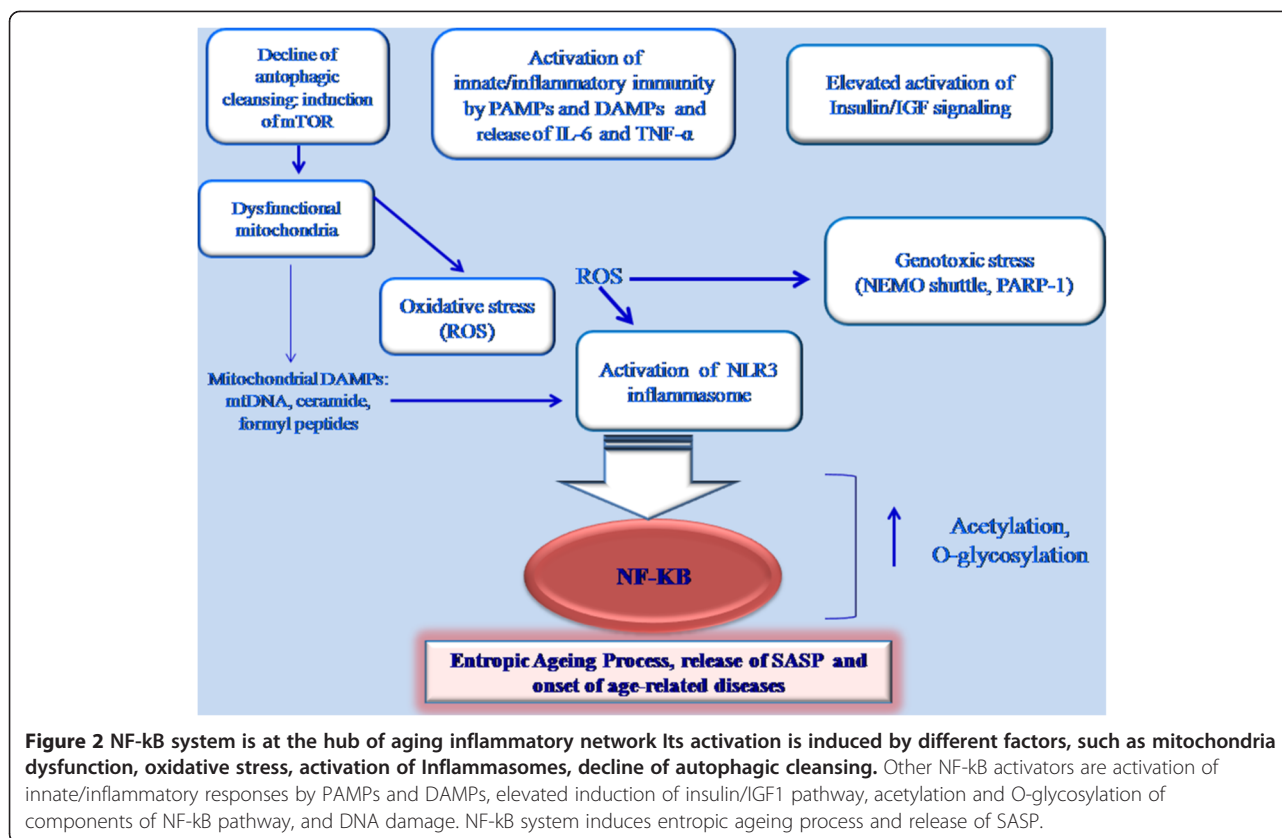 Decline of
autophagic
cleansing: induction
of mTOR
Activation of
innate/inflammatory immunity
by PAMPs and DAMPs and
release of IL-6 and TNF-α
Elevated activation of
Insulin/IGF signaling
Dysfunctional
mitochondria
Oxidative stress
(ROS)
ROS
Genotoxic stress
(NEMO shuttle, PARP-1)
Mitochondrial DAMPs:
mtDNA, ceramide,
formyl peptides
Activation of NLR3
inflammasome
Acetylation,
O-glycosylation
NF-KB
Entropic Ageing Process, release of SASP and
onset of age-related diseases
Figure 2 NF-kB system is at the hub of aging inflammatory network Its activation is induced by different factors, such as mitochondria
dysfunction, oxidative stress, activation of Inflammasomes, decline of autophagic cleansing. Other NF-kB activators are activation of
innate/inflammatory responses by PAMPs and DAMPs, elevated induction of insulin/IGF1 pathway, acetylation and O-glycosylation of
components of NF-kB pathway, and DNA damage. NF-kB system induces entropic ageing process and release of SASP.